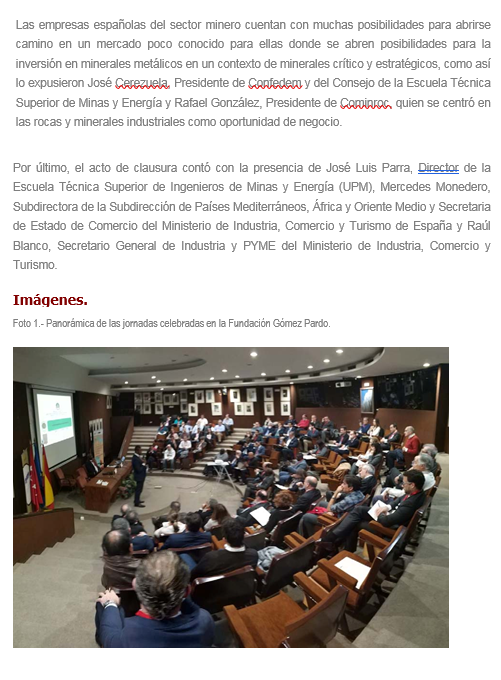 Las empresas españolas del sector minero cuentan con muchas posibilidades para abrirse
camino en un mercado poco conocido para ellas donde se abren posibilidades para la
inversión en minerales metálicos en un contexto de minerales crítico y estratégicos, como así
lo expusieron José Cerezuela, Presidente de Confedem y del Consejo de la Escuela Técnica
Superior de Minas y Energía y Rafael González, Presidente de Cominroc, quien se centró en
las rocas y minerales industriales como oportunidad de negocio.
Por último, el acto de clausura contó con la presencia de José Luis Parra, Director de la
Escuela Técnica Superior de Ingenieros de Minas y Energía (UPM), Mercedes Monedero,
Subdirectora de la Subdirección de Países Mediterráneos, África y Oriente Medio y Secretaria
de Estado de Comercio del Ministerio de Industria, Comercio y Turismo de España y Raúl
Blanco, Secretario General de Industria y PYME del Ministerio de Industria, Comercio y
Turismo.
Imágenes.
Foto 1.- Panorámica de las jornadas celebradas en la Fundación Gómez Pardo.